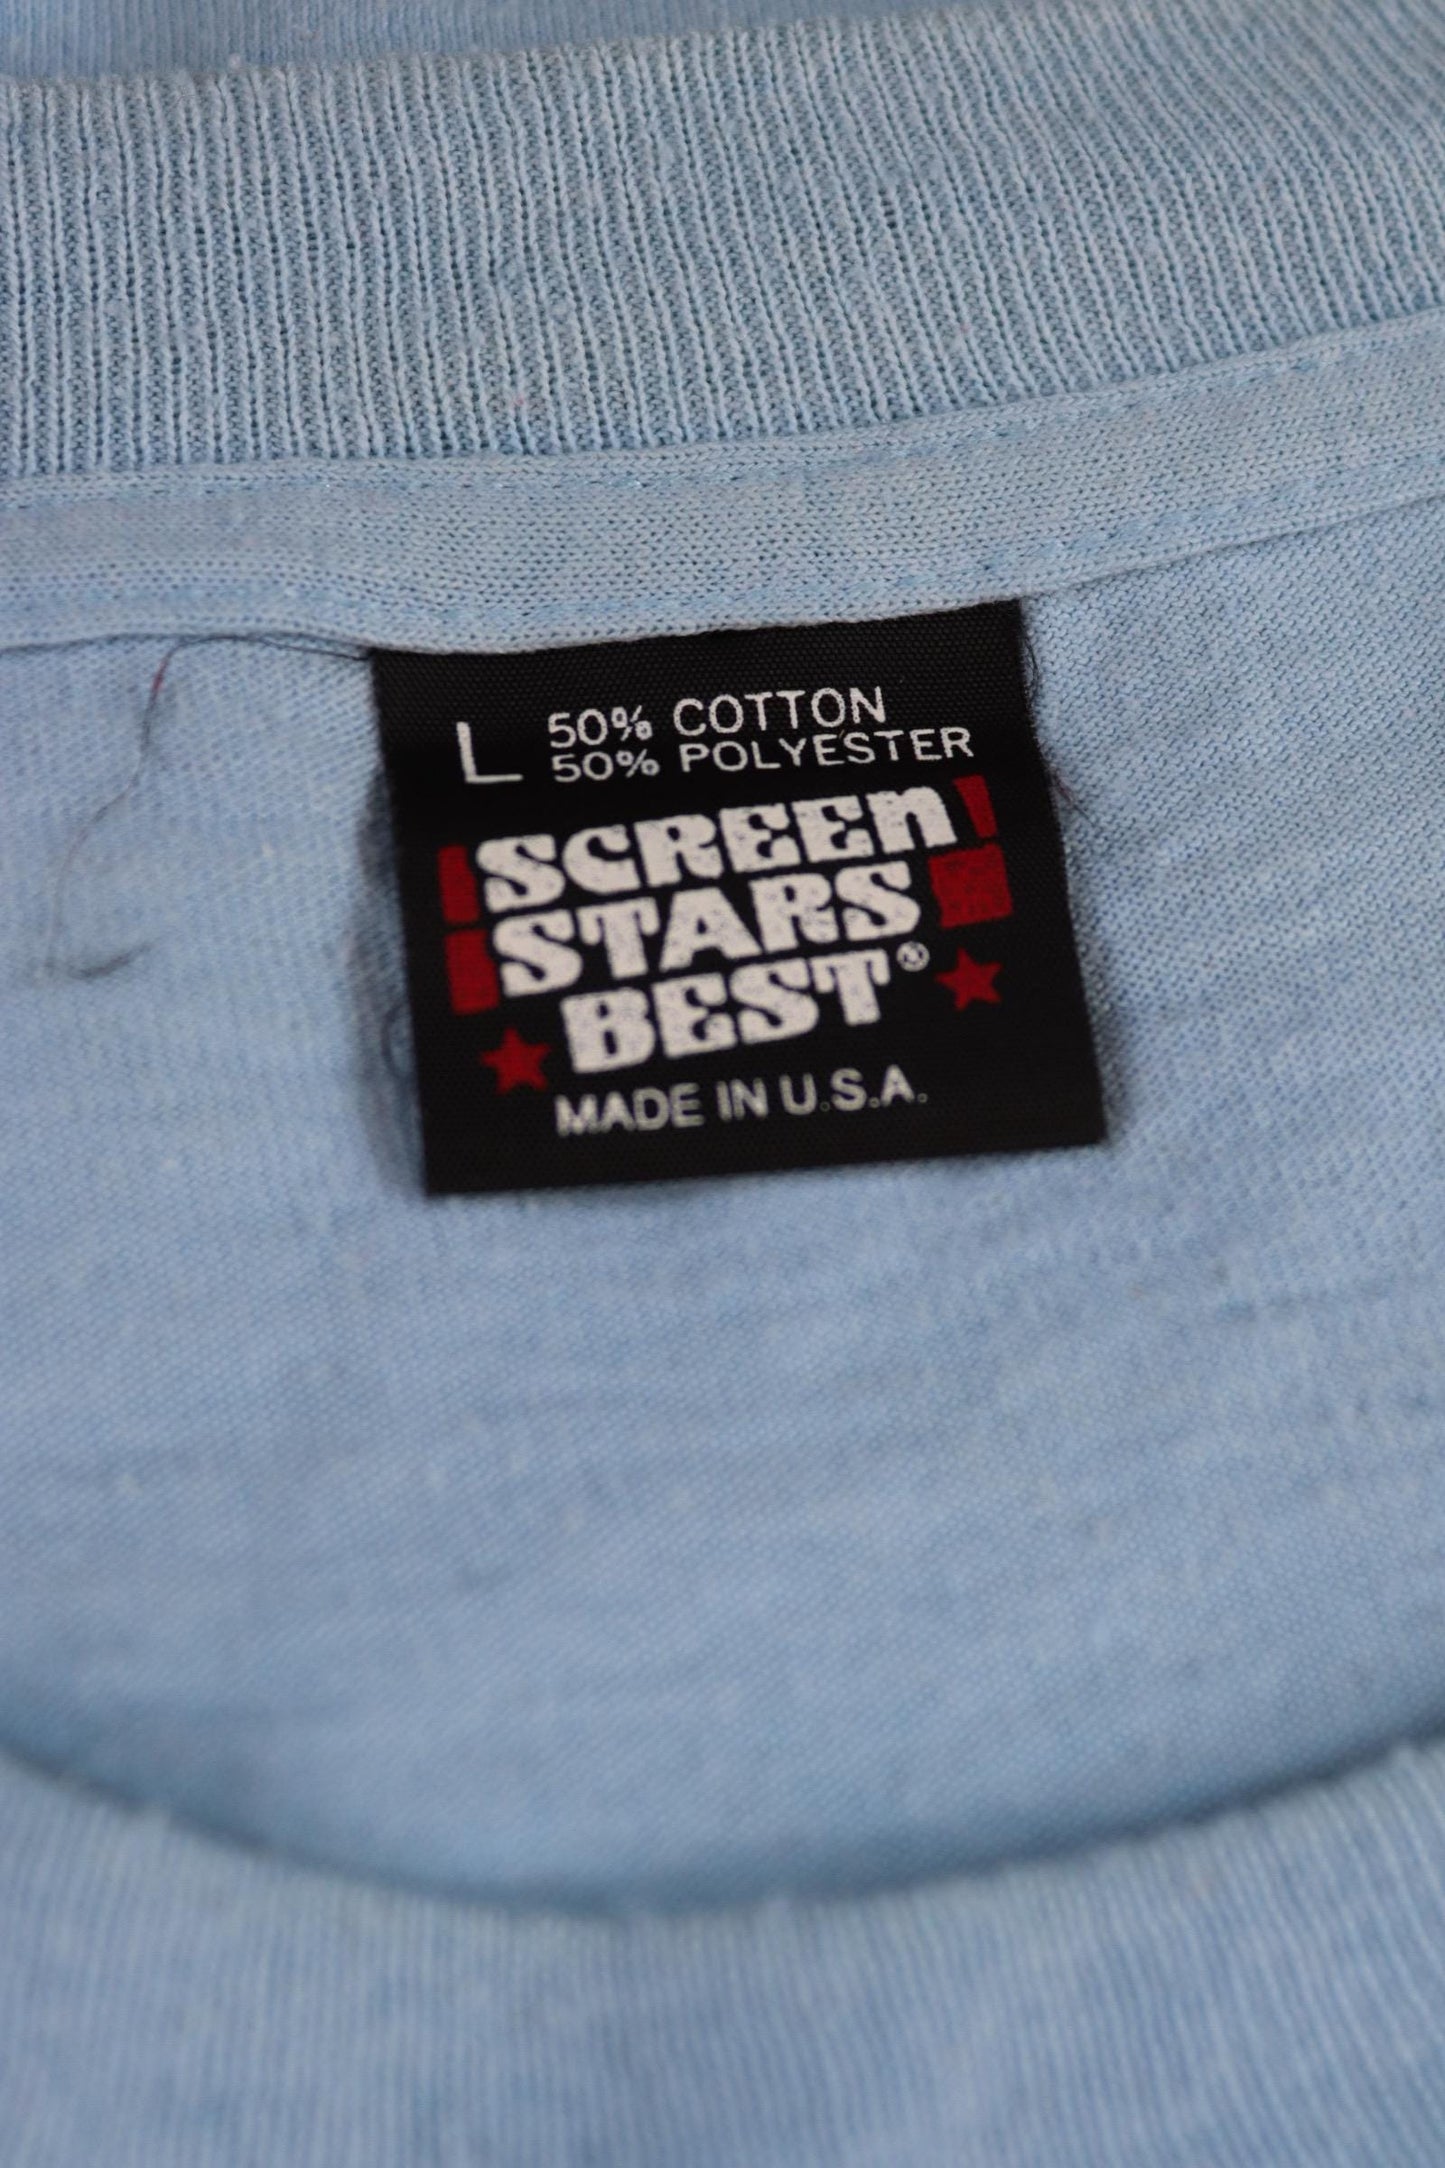 L 50% COTTON
50% POLYESTER
SCREEn
STARS
BEST®
MADE IN U.S.A.